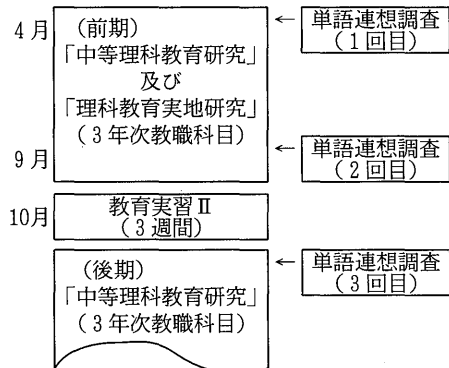 4月
(前期)
「中等理科教育研究」
及び
「理科教育実地研究」
(3年次教職科目)
9月
← 単語連想調査
(1回目)
← 単語連想調査
(2回目)
10月
教育実習Ⅱ
(3週間)
(後期)
「中等理科教育研究」
(3年次教職科目)
← 単語連想調査
(3回目)